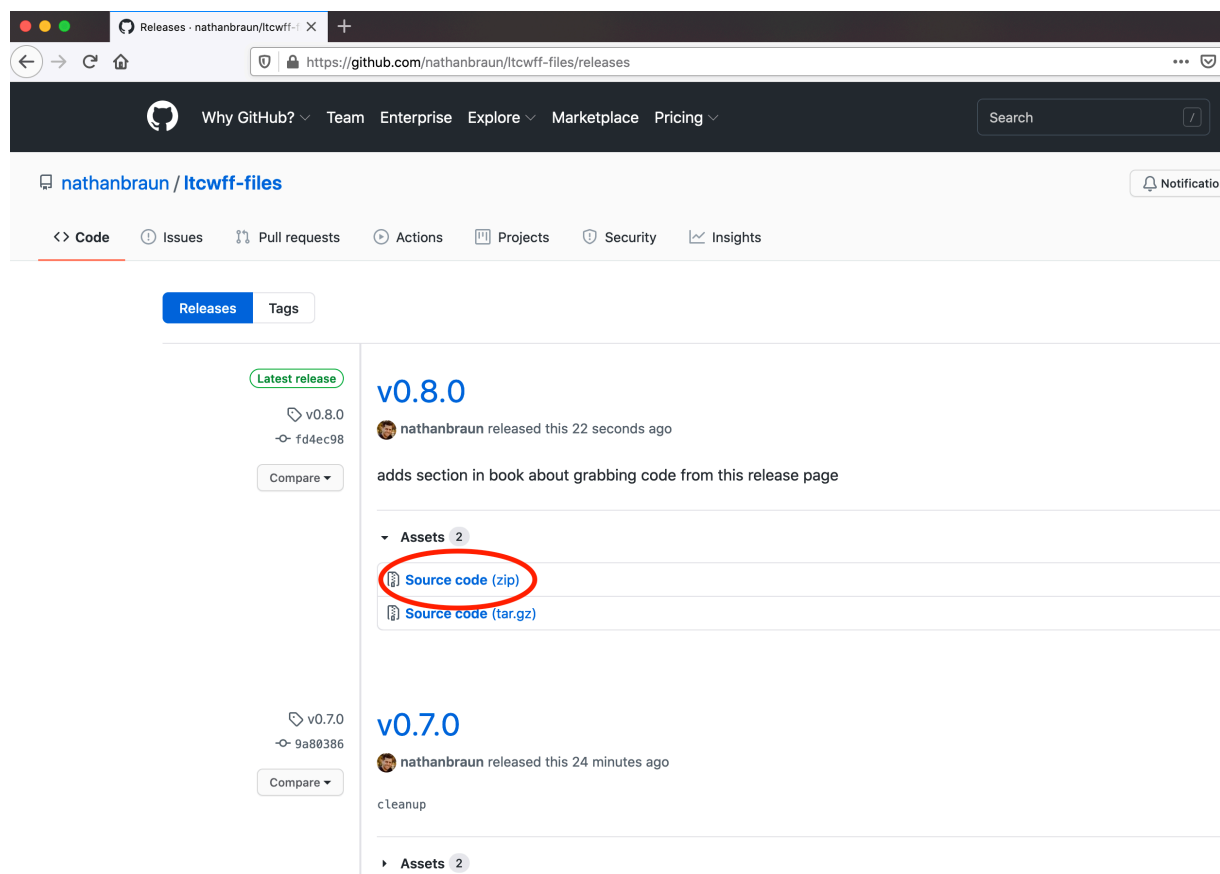 Releases · nathanbraun/ltcwff-f
https://github.com/nathanbraun/ltcwff-files/releases
Why GitHub? Team Enterprise Explore Marketplace Pricing
Search /
nathanbraun / ltcwff-files
Notificatio
Code Issues Pull requests Actions Projects Security Insights
Releases Tags
Latest release
v0.8.0
fd4ec98
Compare
v0.8.0
nathanbraun released this 22 seconds ago
adds section in book about grabbing code from this release page
Assets 2
Source code (zip)
Source code (tar.gz)
v0.7.0
9a80386
Compare
v0.7.0
nathanbraun released this 24 minutes ago
cleanup
Assets 2